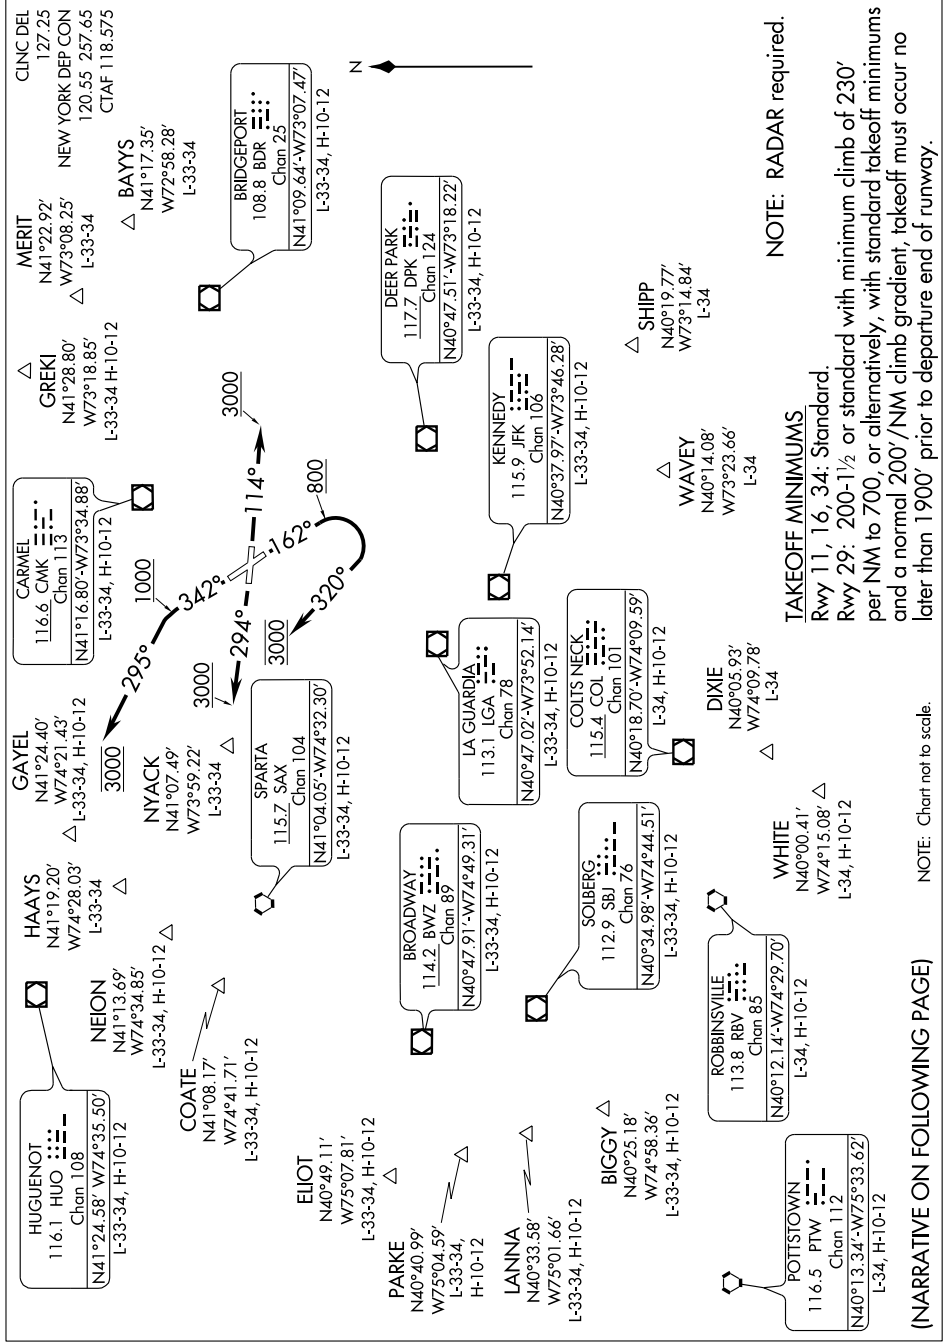 CLNC DEL
127.25
NEW YORK DEP CON
120.55 257.65
CTAF 118.575
MERIT
N41°22.92'
W73°08.25'
L-33-34
BAYYS
N41°17.35'
W72°58.28'
L-33-34
GREKI
N41°28.80'
W73°18.85'
L-33-34 H-10-12
BRIDGEPORT
108.8 BDR
Chan 25
N41°09.64'-W73°07.47'
L-33-34, H-10-12
N
CARMEL
116.6 CMK
Chan 113
N41°16.80'-W73°34.88'
L-33-34, H-10-12
GAYEL
N41°24.40'
W74°21.43'
L-33-34, H-10-12
HAAYS
N41°19.20'
W74°28.03'
L-33-34
HUGUENOT
116.1 HUO
Chan 108
N41°24.58' W74°35.50'
L-33-34, H-10-12
NEION
N41°13.69'
W74°34.85'
L-33-34, H-10-12
COATE
N41°08.17'
W74°41.71'
L-33-34, H-10-12
NYACK
N41°07.49'
W73°59.22'
L-33-34
3000
295°
1000
342°
3000
294°
114°
3000
162°
800
320°
3000
SPARTA
115.7 SAX
Chan 104
N41°04.05'-W74°32.30'
L-33-34, H-10-12
DEER PARK
117.7 DPK
Chan 124
N40°47.51'-W73°18.22'
L-33-34, H-10-12
KENNEDY
115.9 JFK
Chan 106
N40°37.97'-W73°46.28'
L-33-34, H-10-12
LA GUARDIA
113.1 LGA
Chan 78
N40°47.02'-W73°52.14'
L-33-34, H-10-12
BROADWAY
114.2 BWZ
Chan 89
N40°47.91'-W74°49.31'
L-33-34, H-10-12
ELIOT
N40°49.11'
W75°07.81'
L-33-34, H-10-12
PARKE
N40°40.99'
W75°04.59'
L-33-34,
H-10-12
LANNA
N40°33.58'
W75°01.66'
L-33-34, H-10-12
SOLBERG
112.9 SBJ
Chan 76
N40°34.98'-W74°44.51'
L-33-34, H-10-12
COLTS NECK
115.4 COL
Chan 101
N40°18.70'-W74°09.59'
L-34, H-10-12
BIGGY
N40°25.18'
W74°58.36'
L-33-34, H-10-12
SHIPP
N40°19.77'
W73°14.84'
L-34
WAVEY
N40°14.08'
W73°23.66'
L-34
DIXIE
N40°05.93'
W74°09.78'
L-34
WHITE
N40°00.41'
W74°15.08'
L-34, H-10-12
ROBBINSVILLE
113.8 RBV
Chan 85
N40°12.14'-W74°29.70'
L-34, H-10-12
POTTSTOWN
116.5 PTW
Chan 112
N40°13.34'-W75°33.62'
L-34, H-10-12
NOTE: RADAR required.
TAKEOFF MINIMUMS
Rwy 11, 16, 34: Standard.
Rwy 29: 200-1½ or standard with minimum climb of 230'
per NM to 700, or alternatively, with standard takeoff minimums
and a normal 200'/NM climb gradient, takeoff must occur no
later than 1900' prior to departure end of runway.
NOTE: Chart not to scale.
(NARRATIVE ON FOLLOWING PAGE)